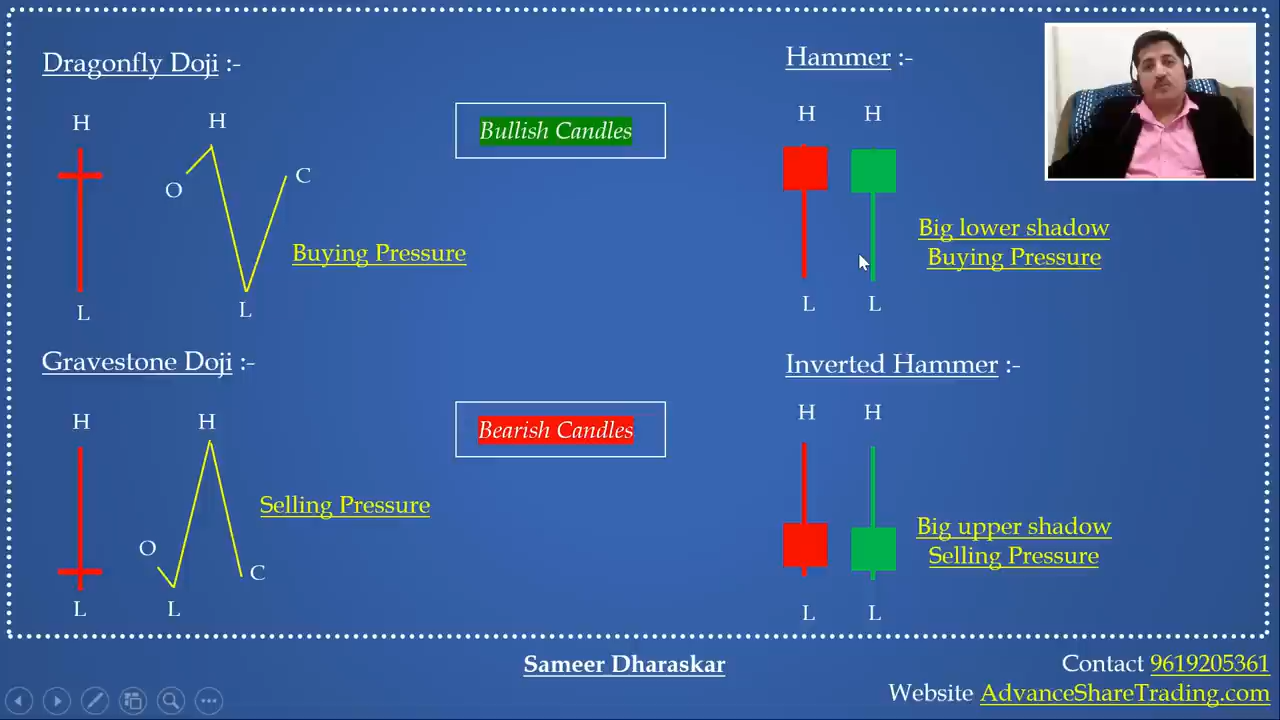 Dragonfly Doji :-
H
H
O
C
L
L
Buying Pressure
Bullish Candles
Hammer :-
H
H
L
L
Big lower shadow
Buying Pressure
Gravestone Doji :-
H
H
O
C
L
L
Selling Pressure
Bearish Candles
Inverted Hammer :-
H
H
L
L
Big upper shadow
Selling Pressure
Sameer Dharaskar
Contact 9619205361
Website AdvanceShareTrading.com